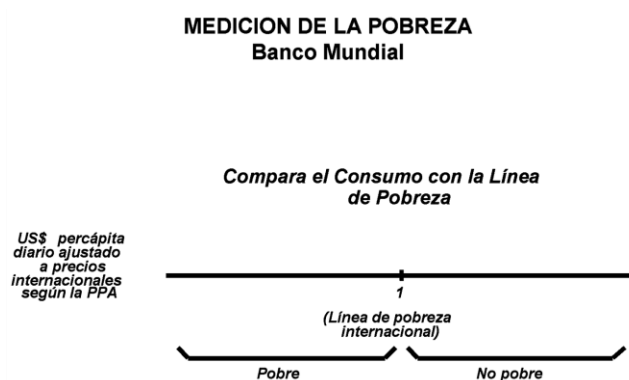 MEDICION DE LA POBREZA
Banco Mundial
Compara el Consumo con la Línea
de Pobreza
US$ percápita
diario ajustado
a precios
internacionales
según la PPA
1
(Línea de pobreza
internacional)
Pobre
No pobre